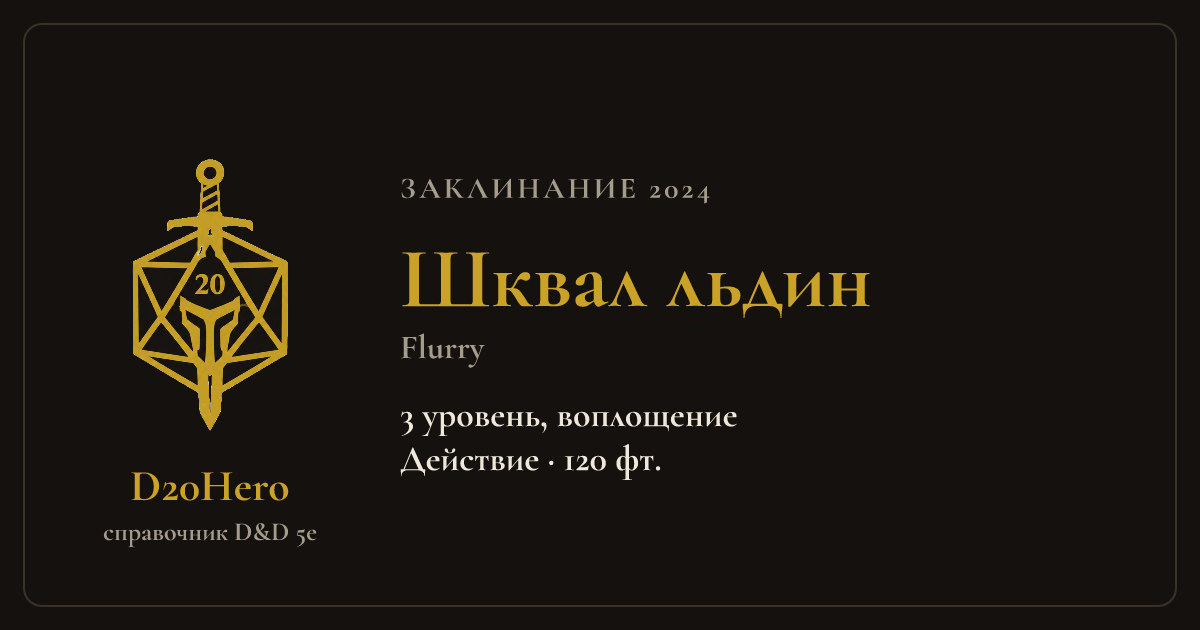 20
D20Hero
справочник D&D 5e
ЗАКЛИНАНИЕ 2024
Шквал льдин
Flurry
3 уровень, воплощение
Действие · 120 фт.